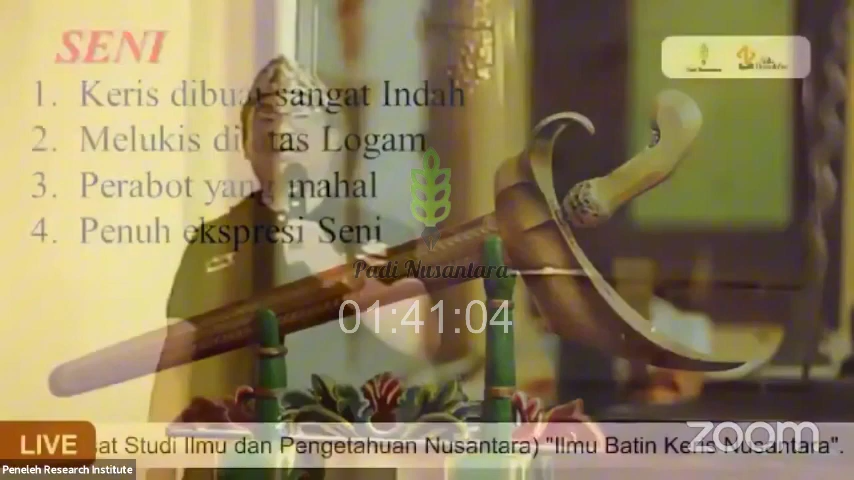 SENI
1. Keris dibuat sangat Indah
2. Melukis di atas Logam
3. Perabot yang mahal
4. Penuh ekspresi Seni
Padi Nusantara
01:41:04
zoom
LIVE sat Studi Ilmu dan Pengetahuan Nusantara) "Ilmu Batin Keris Nusantara".
Peneleh Research Institute